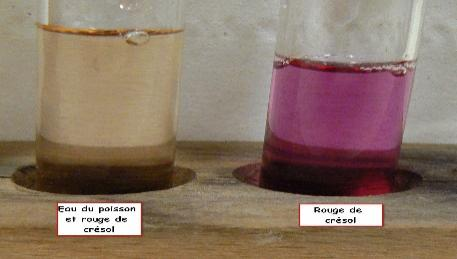 Eau du poisson
et rouge de
crésol
Rouge de
crésol